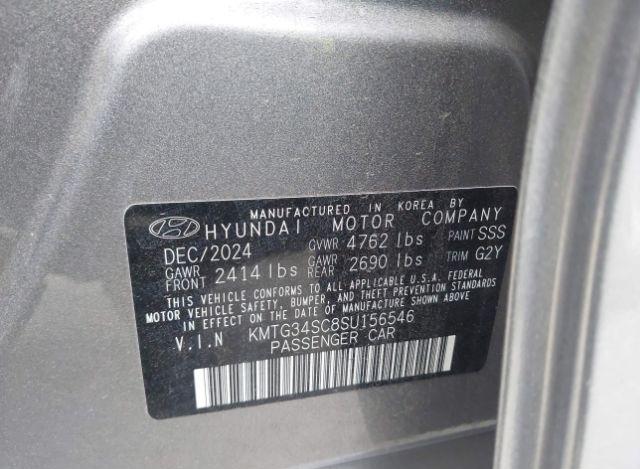 MANUFACTURED IN KOREA BY
HYUNDAI MOTOR COMPANY
DEC/2024 GVWR 4762 lbs PAINT SSS
GAWR FRONT 2414 lbs GAWR REAR 2690 lbs TRIM G2Y
THIS VEHICLE CONFORMS TO ALL APPLICABLE U.S.A. FEDERAL
MOTOR VEHICLE SAFETY, BUMPER, AND THEFT PREVENTION STANDARDS
IN EFFECT ON THE DATE OF MANUFACTURE SHOWN ABOVE.
V.I.N KMTG34SC8SU156546
PASSENGER CAR